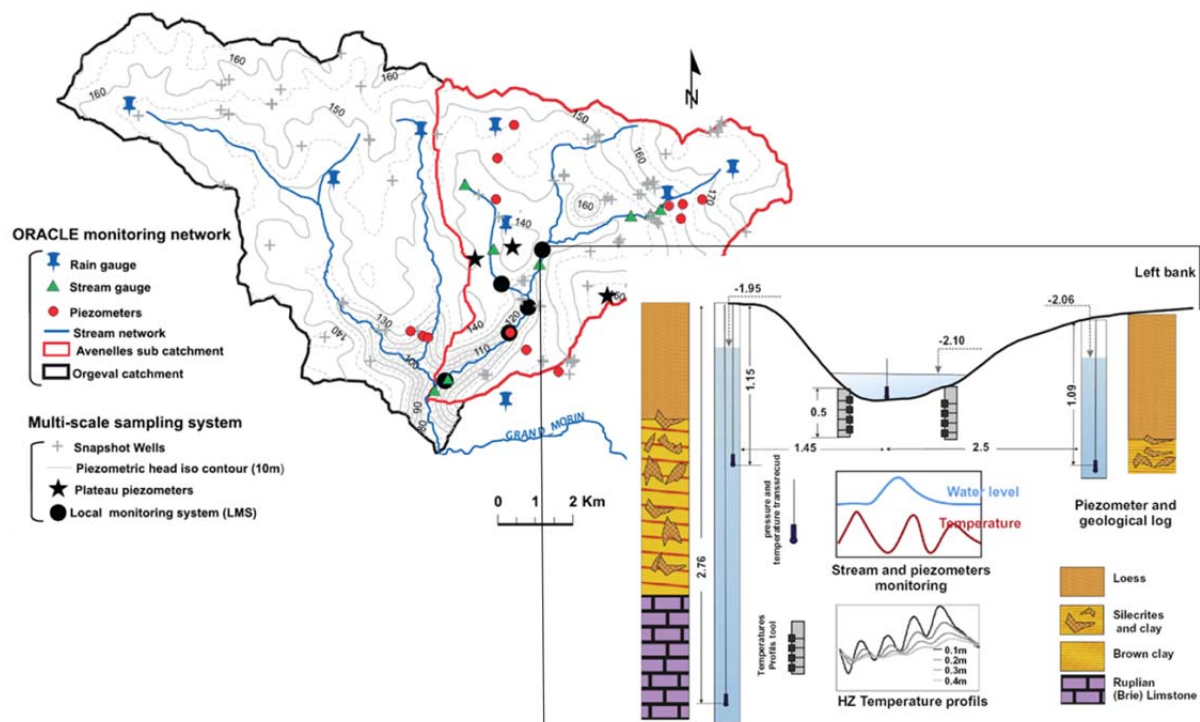 160
160
160
150
150
160
170
160
140
140
130
140
120
110
100
90
80
N
ORACLE monitoring network
Rain gauge
Stream gauge
Piezometers
Stream network
Avenelles sub catchment
Orgeval catchment
Multi-scale sampling system
Snapshot Wells
Piezometric head iso contour (10m)
Plateau piezometers
Local monitoring system (LMS)
GRAND MORIN
0 1 2 Km
Left bank
-1.95
-2.06
-2.10
1.15
1.09
0.5
1.45
2.5
2.76
pressure and
temperature transsrecud
Water level
Temperature
Stream and piezometers
monitoring
Piezometer and
geological log
Temperatures
Profils tool
0.1m
0.2m
0.3m
0.4m
HZ Temperature profils
Loess
Silecrites
and clay
Brown clay
Ruplian
(Brie) Limstone